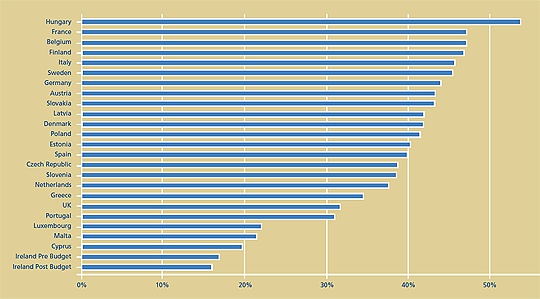 Hungary
France
Belgium
Finland
Italy
Sweden
Germany
Austria
Slovakia
Latvia
Denmark
Poland
Estonia
Spain
Czech Republic
Slovenia
Netherlands
Greece
UK
Portugal
Luxembourg
Malta
Cyprus
Ireland Pre Budget
Ireland Post Budget
0% 10% 20% 30% 40% 50%